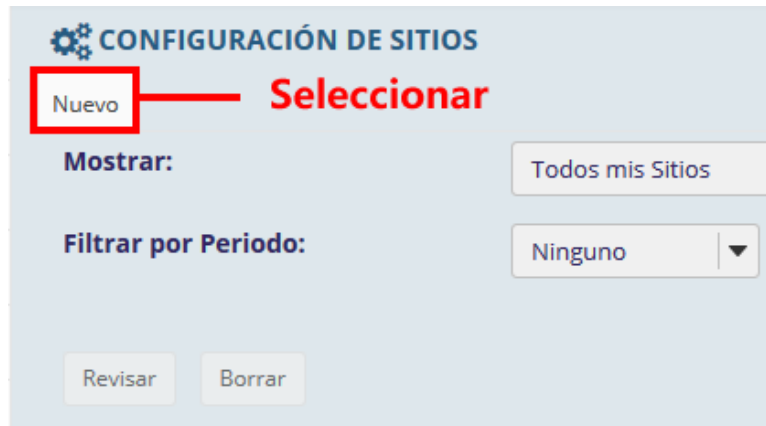 CONFIGURACIÓN DE SITIOS
Nuevo Seleccionar
Mostrar: Todos mis Sitios
Filtrar por Periodo: Ninguno
Revisar Borrar